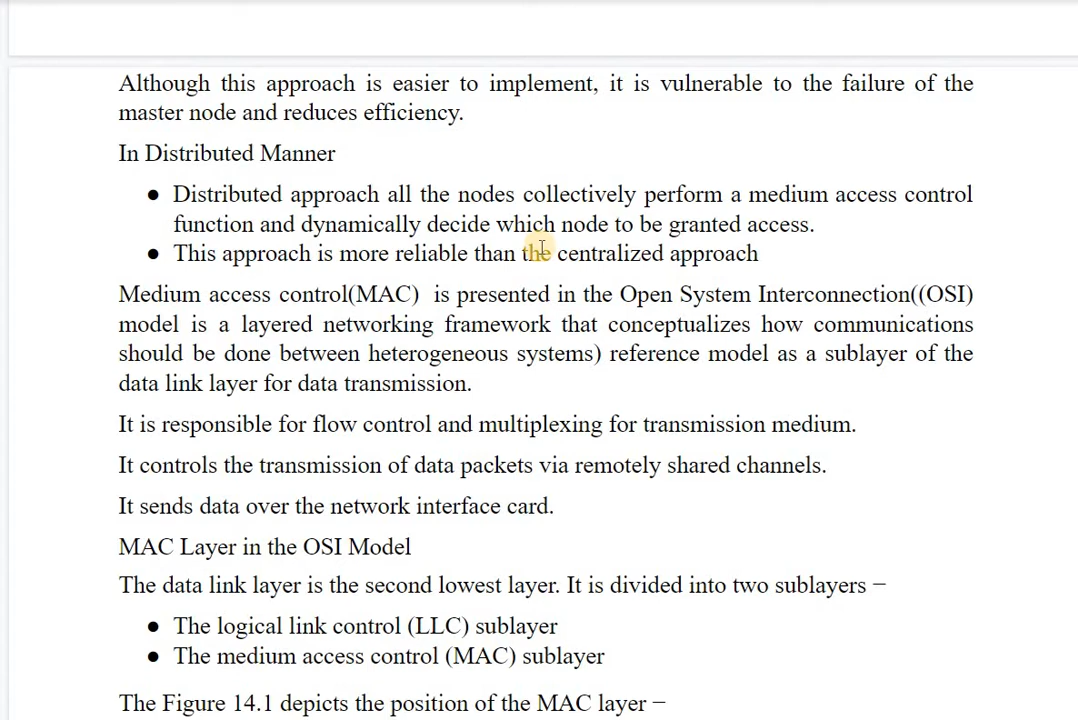 Although this approach is easier to implement, it is vulnerable to the failure of the
master node and reduces efficiency.
In Distributed Manner
● Distributed approach all the nodes collectively perform a medium access control
function and dynamically decide which node to be granted access.
● This approach is more reliable than the centralized approach
Medium access control(MAC)  is presented in the Open System Interconnection((OSI)
model is a layered networking framework that conceptualizes how communications
should be done between heterogeneous systems) reference model as a sublayer of the
data link layer for data transmission.
It is responsible for flow control and multiplexing for transmission medium.
It controls the transmission of data packets via remotely shared channels.
It sends data over the network interface card.
MAC Layer in the OSI Model
The data link layer is the second lowest layer. It is divided into two sublayers −
● The logical link control (LLC) sublayer
● The medium access control (MAC) sublayer
The Figure 14.1 depicts the position of the MAC layer −